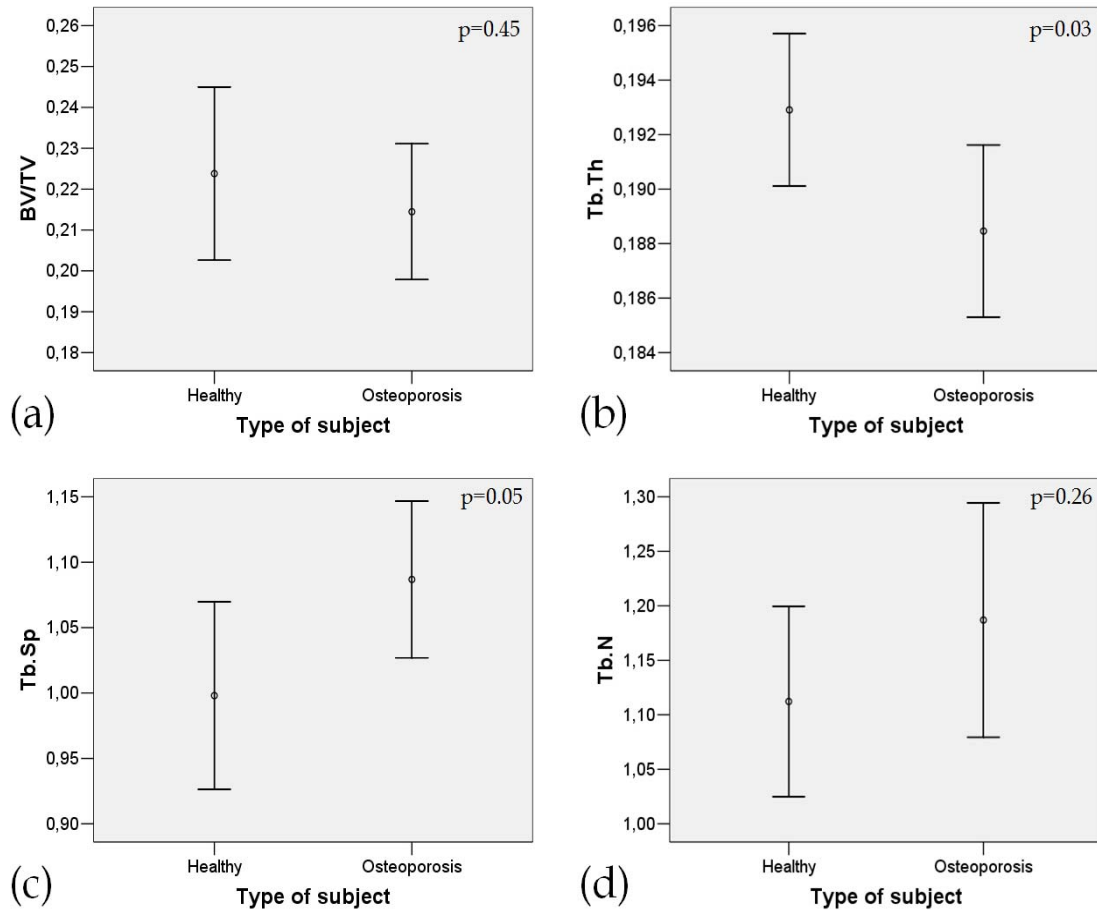 p=0.45
0,26
0,25
0,24
0,23
0,22
0,21
0,20
0,19
0,18
BV/TV
Healthy
Osteoporosis
Type of subject
(a)
p=0.03
0,196
0,194
0,192
0,190
0,188
0,186
0,184
Tb.Th
Healthy
Osteoporosis
Type of subject
(b)
p=0.05
1,15
1,10
1,05
1,00
0,95
0,90
Tb.Sp
Healthy
Osteoporosis
Type of subject
(c)
p=0.26
1,30
1,25
1,20
1,15
1,10
1,05
1,00
Tb.N
Healthy
Osteoporosis
Type of subject
(d)